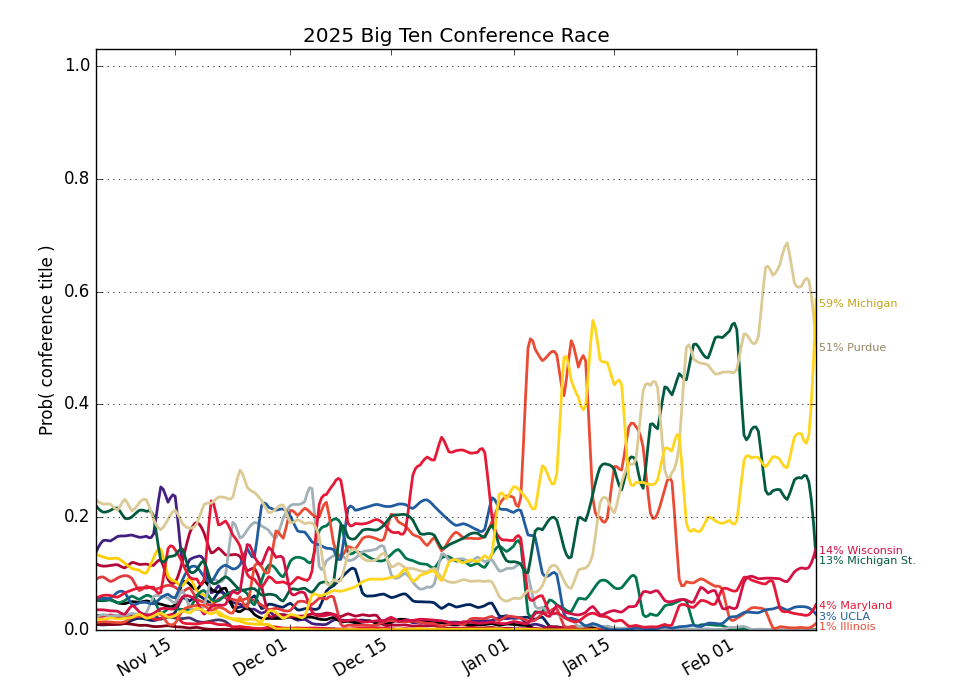 2025 Big Ten Conference Race
Prob( conference title )
1.0
0.8
0.6
0.4
0.2
0.0
Nov 15
Dec 01
Dec 15
Jan 01
Jan 15
Feb 01
59% Michigan
51% Purdue
14% Wisconsin
13% Michigan St.
4% Maryland
3% UCLA
1% Illinois